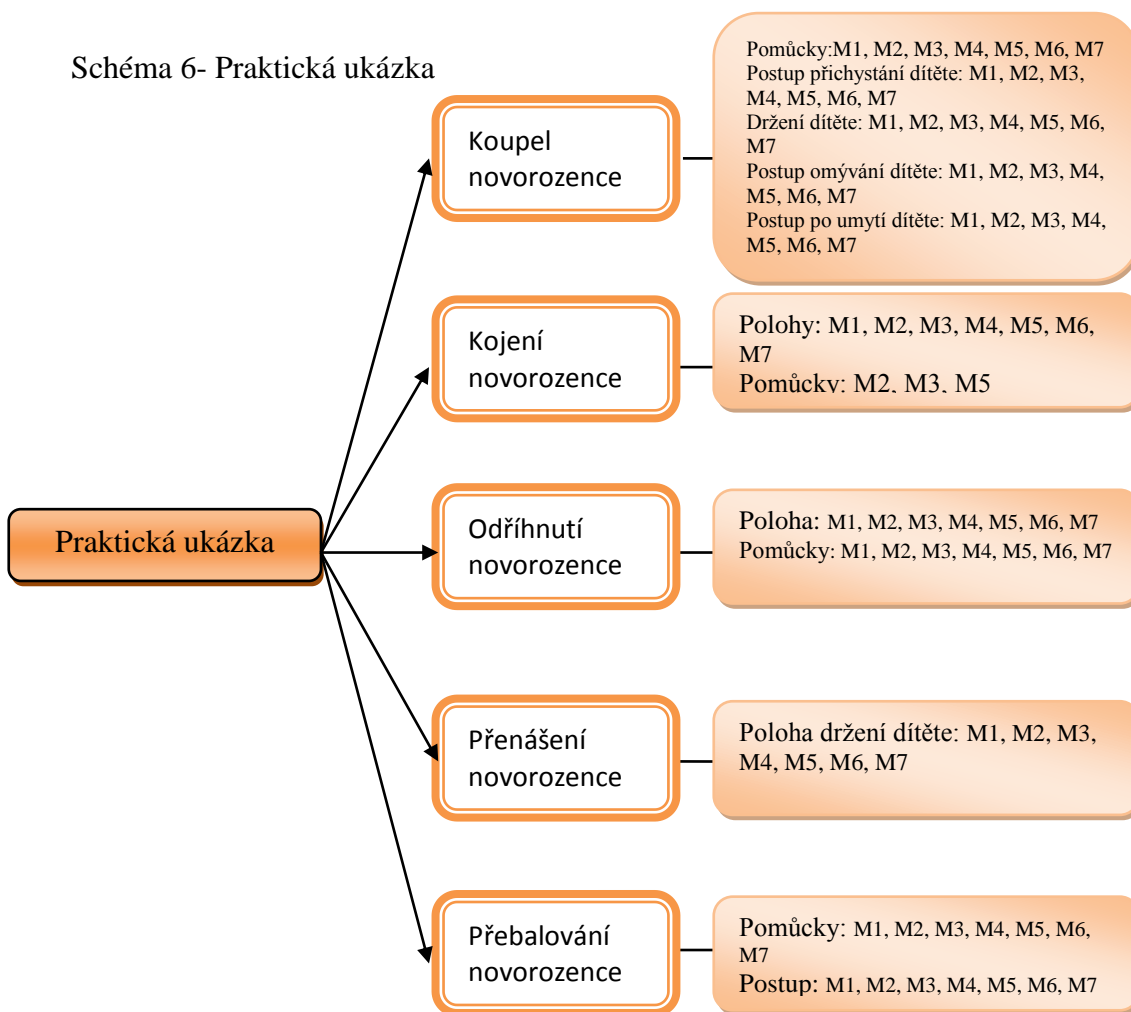 Schéma 6- Praktická ukázka
Praktická ukázka
Koupel
novorozence
Pomůcky:M1, M2, M3, M4, M5, M6, M7
Postup přichystání dítěte: M1, M2, M3,
M4, M5, M6, M7
Držení dítěte: M1, M2, M3, M4, M5, M6,
M7
Postup omývání dítěte: M1, M2, M3, M4,
M5, M6, M7
Postup po umytí dítěte: M1, M2, M3, M4,
M5, M6, M7
Kojení
novorozence
Polohy: M1, M2, M3, M4, M5, M6,
M7
Pomůcky: M2, M3, M5
Odříhnutí
novorozence
Poloha: M1, M2, M3, M4, M5, M6, M7
Pomůcky: M1, M2, M3, M4, M5, M6, M7
Přenášení
novorozence
Poloha držení dítěte: M1, M2, M3,
M4, M5, M6, M7
Přebalování
novorozence
Pomůcky: M1, M2, M3, M4, M5, M6,
M7
Postup: M1, M2, M3, M4, M5, M6, M7